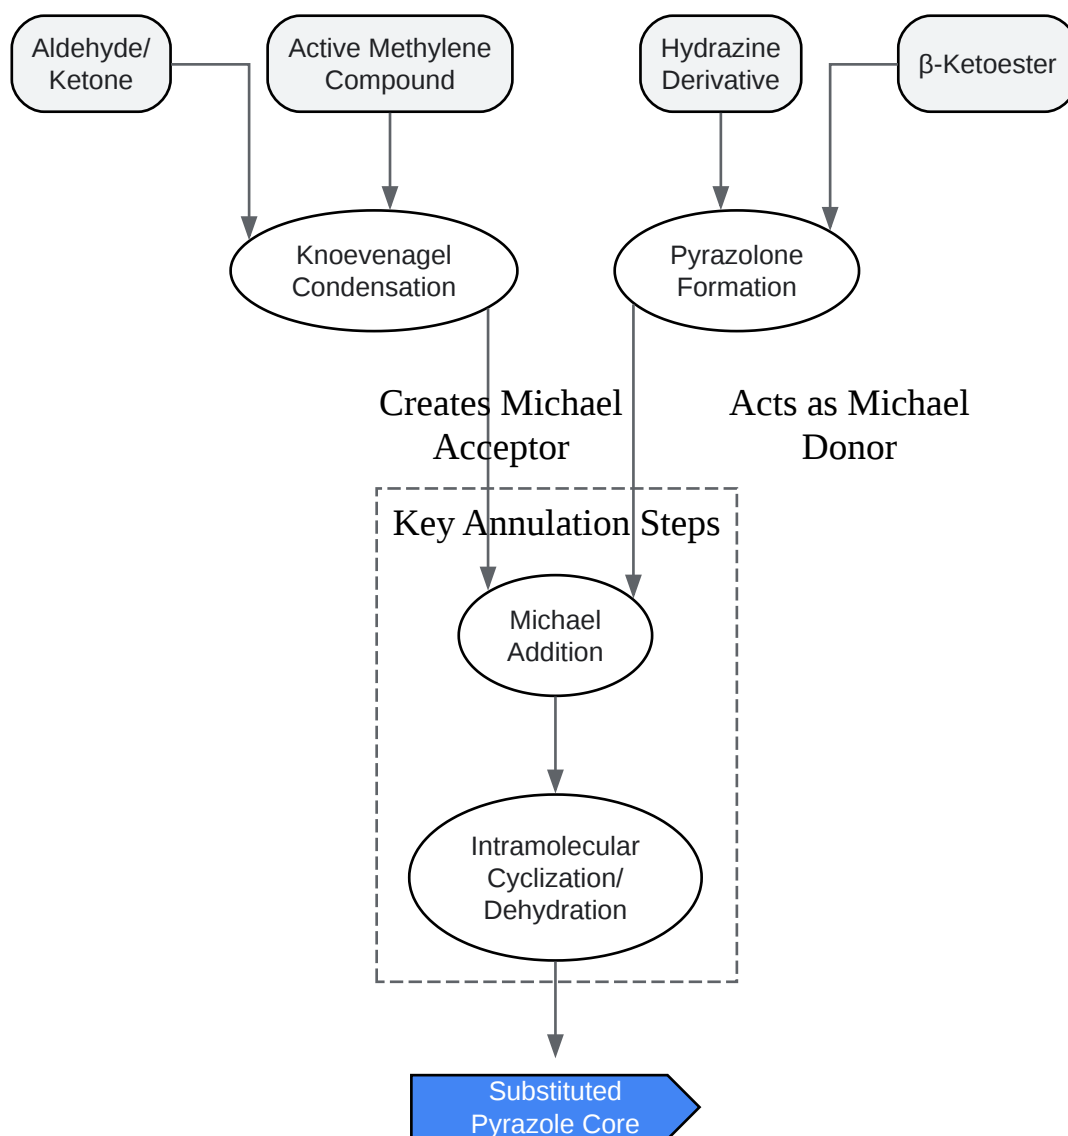 Aldehyde/
Ketone
Active Methylene
Compound
Hydrazine
Derivative
β-Ketoester
Knoevenagel
Condensation
Pyrazolone
Formation
Creates Michael
Acceptor
Acts as Michael
Donor
Key Annulation Steps
Michael
Addition
Intramolecular
Cyclization/
Dehydration
Substituted
Pyrazole Core